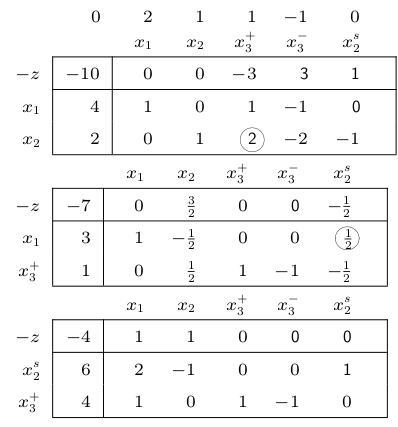 0 2 1 1 −1 0
x₁ x₂ x₃⁺ x₃⁻ x₂ˢ
−z −10 0 0 −3 3 1
x₁ 4 1 0 1 −1 0
x₂ 2 0 1 2 −2 −1
x₁ x₂ x₃⁺ x₃⁻ x₂ˢ
−z −7 0 3/2 0 0 −1/2
x₁ 3 1 −1/2 0 0 1/2
x₃⁺ 1 0 1/2 1 −1 −1/2
x₁ x₂ x₃⁺ x₃⁻ x₂ˢ
−z −4 1 1 0 0 0
x₂ˢ 6 2 −1 0 0 1
x₃⁺ 4 1 0 1 −1 0